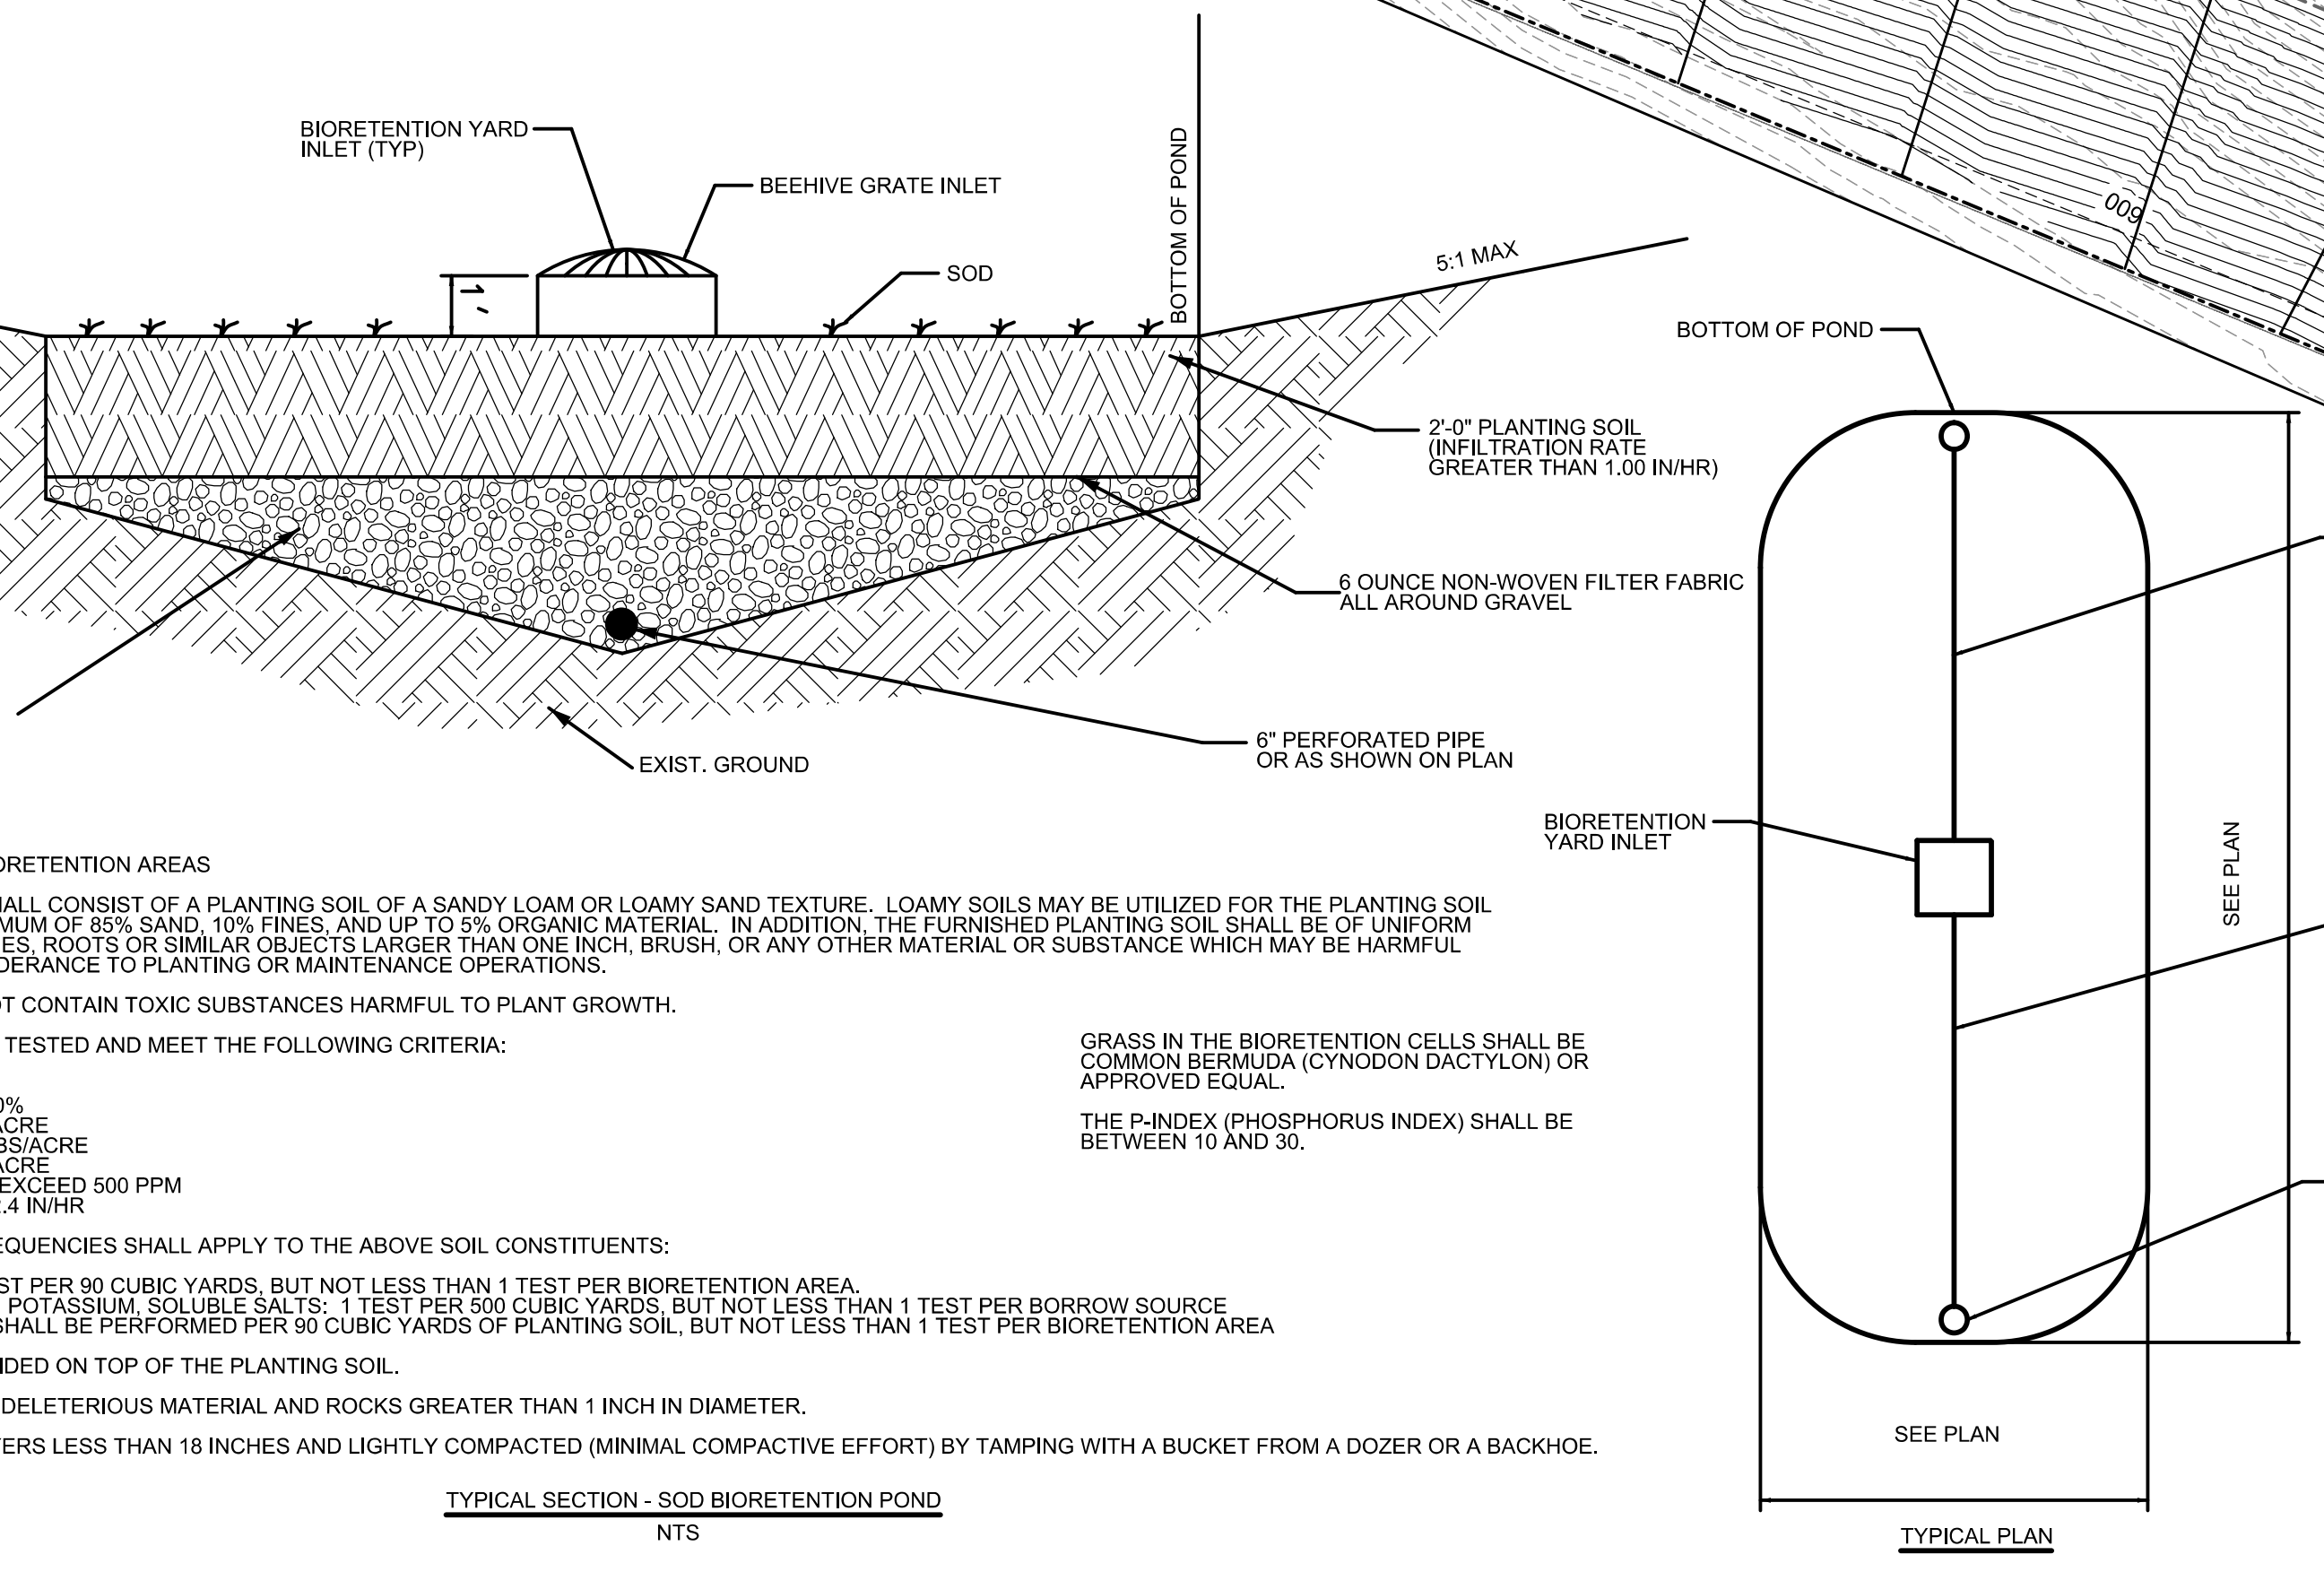 BIORETENTION YARD
INLET (TYP)
BEEHIVE GRATE INLET
SOD
1'
BOTTOM OF POND
5:1 MAX
600
BOTTOM OF POND
2'-0" PLANTING SOIL
(INFILTRATION RATE
GREATER THAN 1.00 IN/HR)
6 OUNCE NON-WOVEN FILTER FABRIC
ALL AROUND GRAVEL
6" PERFORATED PIPE
OR AS SHOWN ON PLAN
EXIST. GROUND
BIORETENTION
YARD INLET
SEE PLAN
ORETENTION AREAS
ALL CONSIST OF A PLANTING SOIL OF A SANDY LOAM OR LOAMY SAND TEXTURE. LOAMY SOILS MAY BE UTILIZED FOR THE PLANTING SOIL
MUM OF 85% SAND, 10% FINES, AND UP TO 5% ORGANIC MATERIAL. IN ADDITION, THE FURNISHED PLANTING SOIL SHALL BE OF UNIFORM
ES, ROOTS OR SIMILAR OBJECTS LARGER THAN ONE INCH, BRUSH, OR ANY OTHER MATERIAL OR SUBSTANCE WHICH MAY BE HARMFUL
DERANCE TO PLANTING OR MAINTENANCE OPERATIONS.
OT CONTAIN TOXIC SUBSTANCES HARMFUL TO PLANT GROWTH.
TESTED AND MEET THE FOLLOWING CRITERIA:
0%
ACRE
BS/ACRE
ACRE
EXCEED 500 PPM
2.4 IN/HR
GRASS IN THE BIORETENTION CELLS SHALL BE
COMMON BERMUDA (CYNODON DACTYLON) OR
APPROVED EQUAL.
THE P-INDEX (PHOSPHORUS INDEX) SHALL BE
BETWEEN 10 AND 30.
EQUENCIES SHALL APPLY TO THE ABOVE SOIL CONSTITUENTS:
ST PER 90 CUBIC YARDS, BUT NOT LESS THAN 1 TEST PER BIORETENTION AREA.
POTASSIUM, SOLUBLE SALTS: 1 TEST PER 500 CUBIC YARDS, BUT NOT LESS THAN 1 TEST PER BORROW SOURCE
SHALL BE PERFORMED PER 90 CUBIC YARDS OF PLANTING SOIL, BUT NOT LESS THAN 1 TEST PER BIORETENTION AREA
IDED ON TOP OF THE PLANTING SOIL.
DELETERIOUS MATERIAL AND ROCKS GREATER THAN 1 INCH IN DIAMETER.
TERS LESS THAN 18 INCHES AND LIGHTLY COMPACTED (MINIMAL COMPACTIVE EFFORT) BY TAMPING WITH A BUCKET FROM A DOZER OR A BACKHOE.
SEE PLAN
TYPICAL SECTION - SOD BIORETENTION POND
NTS
TYPICAL PLAN